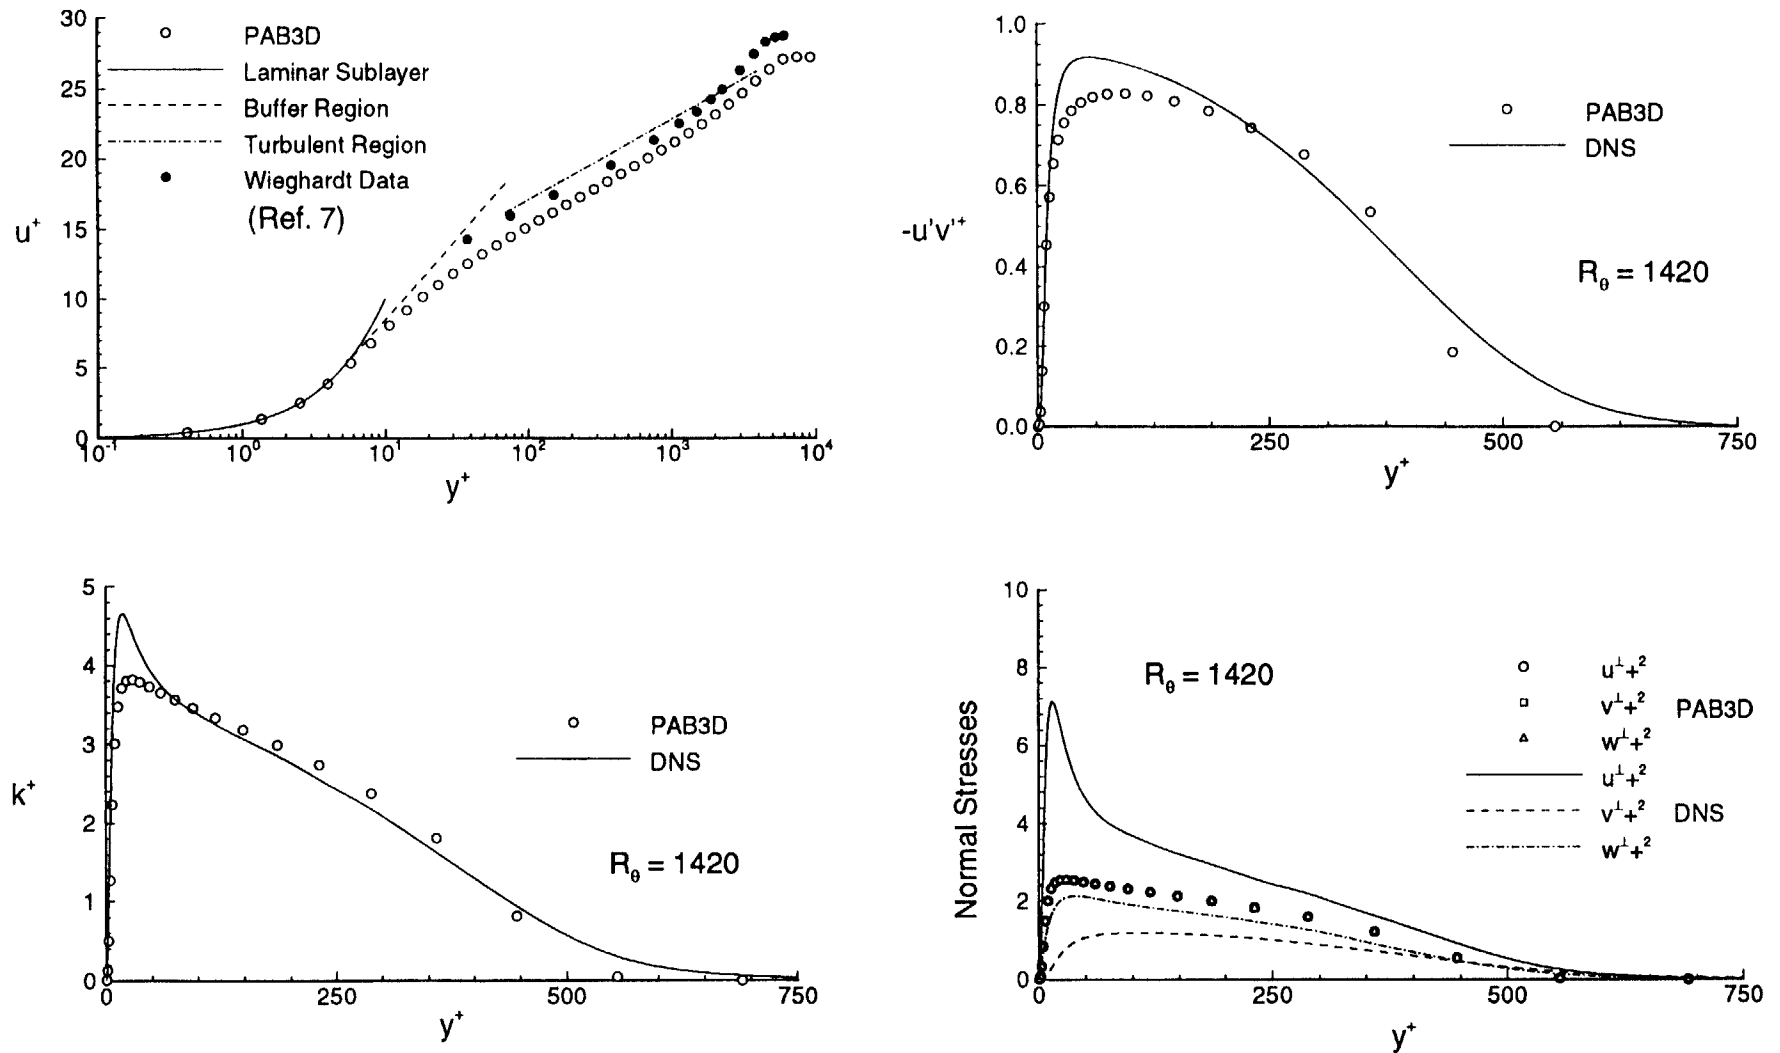 30
25
20
15
10
5
0
u⁺
PAB3D
Laminar Sublayer
Buffer Region
Turbulent Region
Wieghardt Data
(Ref. 7)
10⁻¹ 10⁰ 10¹ 10² 10³ 10⁴
y⁺
1.0
0.8
0.6
0.4
0.2
0.0
-u'v'⁺
PAB3D
DNS
R_θ = 1420
0 250 500 750
y⁺
5
4
3
2
1
0
k⁺
PAB3D
DNS
R_θ = 1420
0 250 500 750
y⁺
10
8
6
4
2
0
Normal Stresses
R_θ = 1420
u^⊥+²
v^⊥+² PAB3D
w^⊥+²
u^⊥+²
v^⊥+² DNS
w^⊥+²
0 250 500 750
y⁺